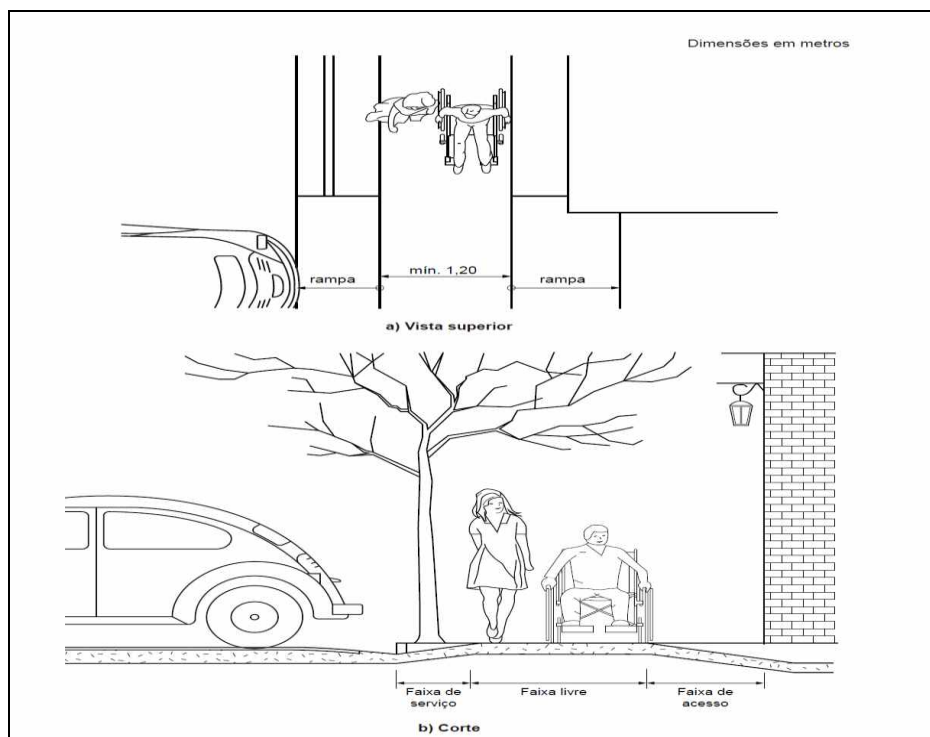 Dimensões em metros
rampa
mín. 1,20
rampa
a) Vista superior
Faixa de
serviço
Faixa livre
Faixa de
acesso
b) Corte